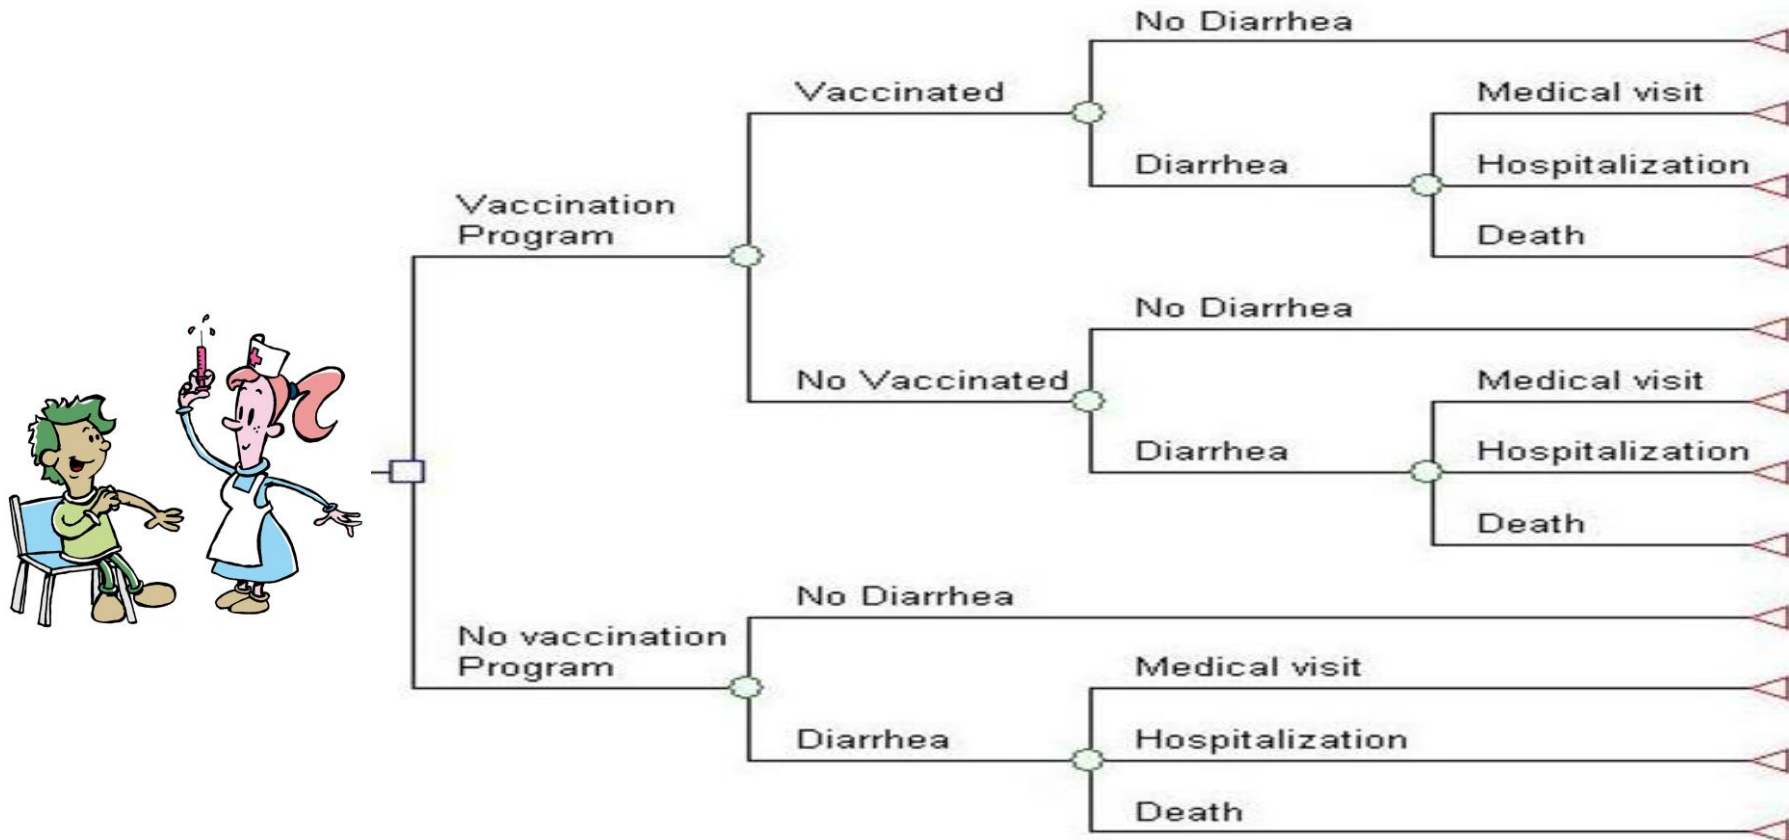 No Diarrhea
Vaccinated
Medical visit
Diarrhea
Hospitalization
Vaccination
Program
Death
No Diarrhea
No Vaccinated
Medical visit
Diarrhea
Hospitalization
Death
No Diarrhea
No vaccination
Program
Medical visit
Diarrhea
Hospitalization
Death